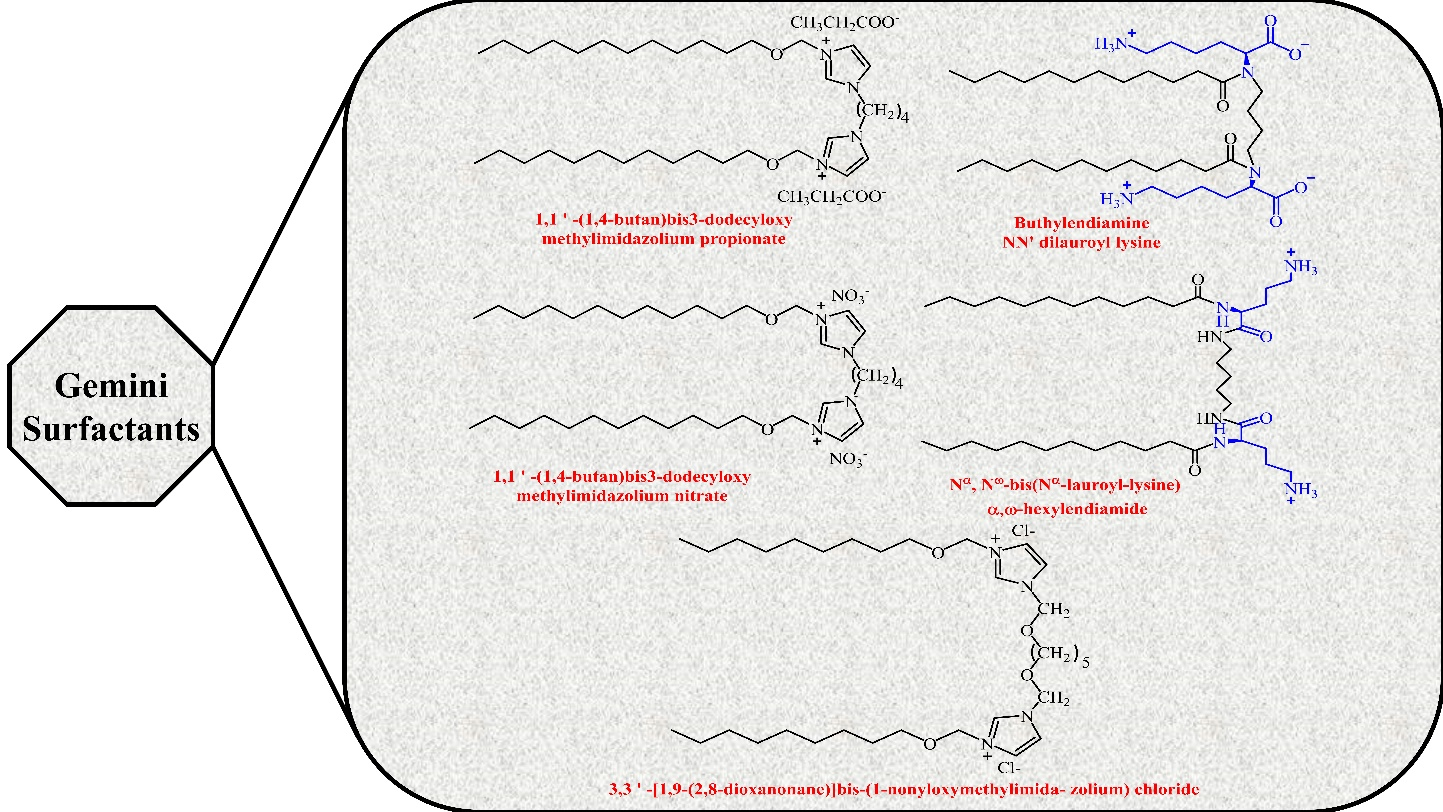 Gemini
Surfactants
CH₃CH₂COO⁻
O
N
+
N
(CH₂)₄
N
O
N
+
CH₃CH₂COO⁻
1,1 ' -(1,4-butan)bis3-dodecyloxy
methylimidazolium propionate
H₃N
+
O
O⁻
N
O
O
N
H₃N
+
O⁻
O
Buthylendiamine
NN' dilauroyl lysine
NO₃⁻
+
O
N
N
(CH₂)₄
N
O
N
+
NO₃⁻
1,1 ' -(1,4-butan)bis3-dodecyloxy
methylimidazolium nitrate
+
NH₃
O
N
H
O
HN
HN
O
H
N
O
NH₃
+
Nᵅ, Nᵚ-bis(Nᵅ-lauroyl-lysine)
α,ω-hexylendiamide
Cl-
+
O
N
N
-
CH₂
O
(CH₂)₅
O
CH₂
N
O
N
+
Cl-
3,3 ' -[1,9-(2,8-dioxanonane)]bis-(1-nonyloxymethylimida- zolium) chloride